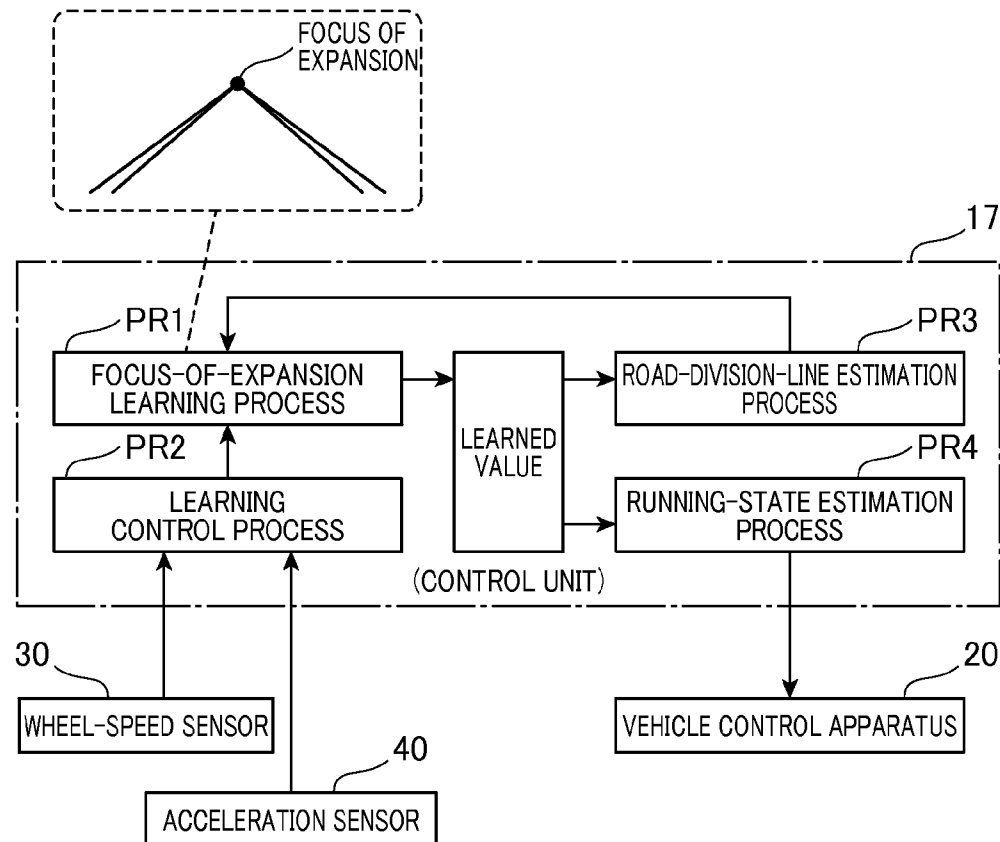 FOCUS OF
EXPANSION
17
PR1
FOCUS-OF-EXPANSION
LEARNING PROCESS
PR2
LEARNING
CONTROL PROCESS
LEARNED
VALUE
PR3
ROAD-DIVISION-LINE ESTIMATION
PROCESS
PR4
RUNNING-STATE ESTIMATION
PROCESS
(CONTROL UNIT)
30
WHEEL-SPEED SENSOR
40
ACCELERATION SENSOR
20
VEHICLE CONTROL APPARATUS